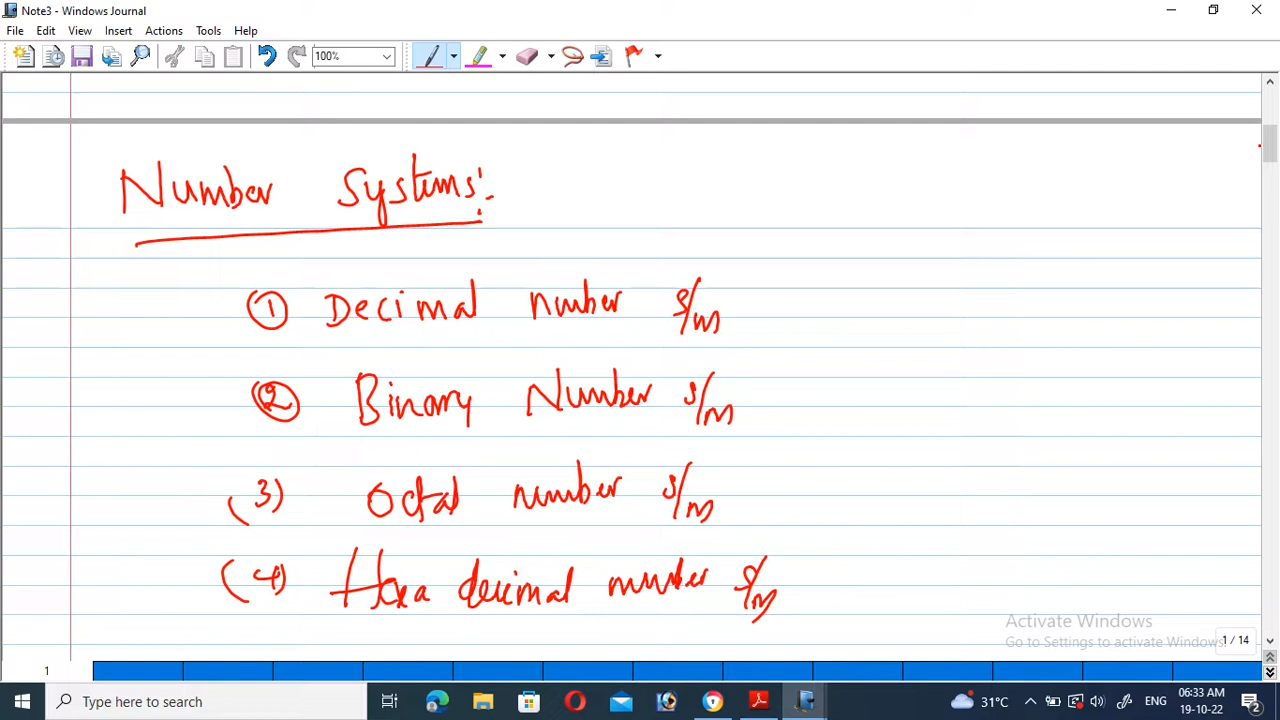 Note3 - Windows Journal
File Edit View Insert Actions Tools Help
100%
Number Systems:-
① Decimal number s/m
② Binary Number s/m
(3) Octal number s/m
(4) Hexa decimal number s/m
Activate Windows
Go to Settings to activate Windows.
1 / 14
1
Type here to search
31°C
ENG
06:33 AM
19-10-22
2